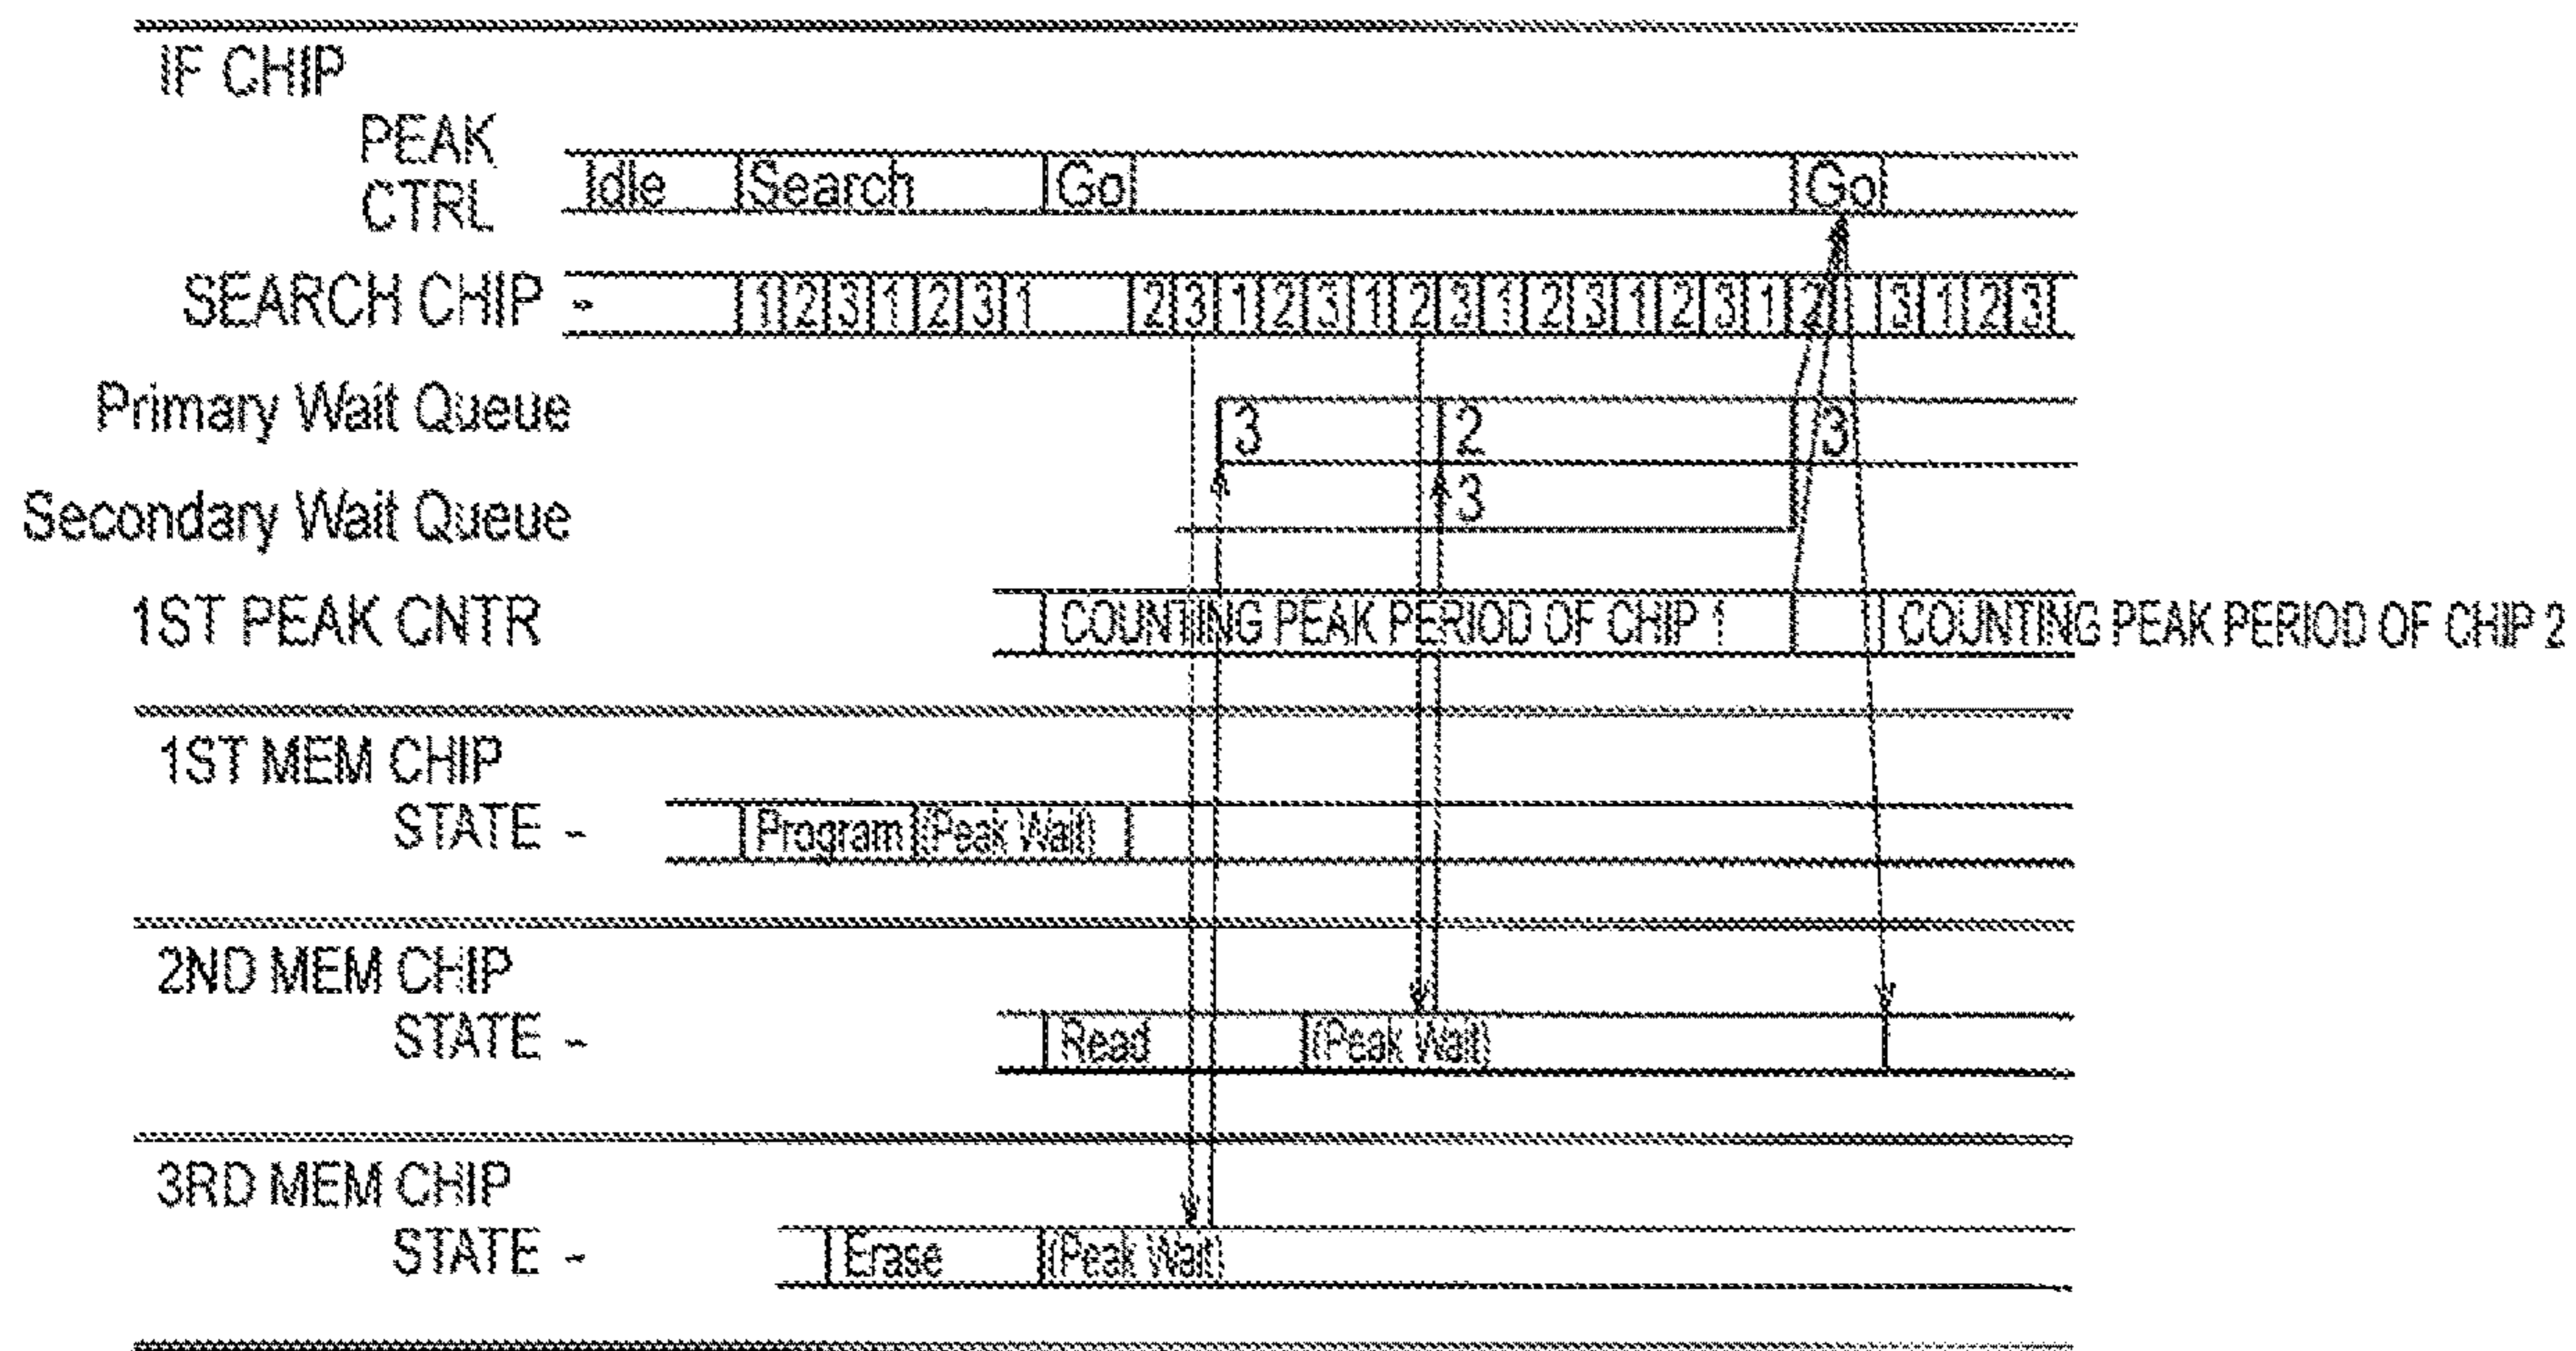 IF CHIP
PEAK
CTRL
Idle Search Go Go
SEARCH CHIP - 1 2 3 1 2 3 1 2 3 1 2 3 1 2 3 1 2 3 1 2 3 1 2 3 1 2 3
Primary Wait Queue 3 2 3
Secondary Wait Queue 3
1ST PEAK CNTR COUNTING PEAK PERIOD OF CHIP 1 COUNTING PEAK PERIOD OF CHIP 2
1ST MEM CHIP
STATE - Program (Peak Wait)
2ND MEM CHIP
STATE - Read (Peak Wait)
3RD MEM CHIP
STATE - Erase (Peak Wait)